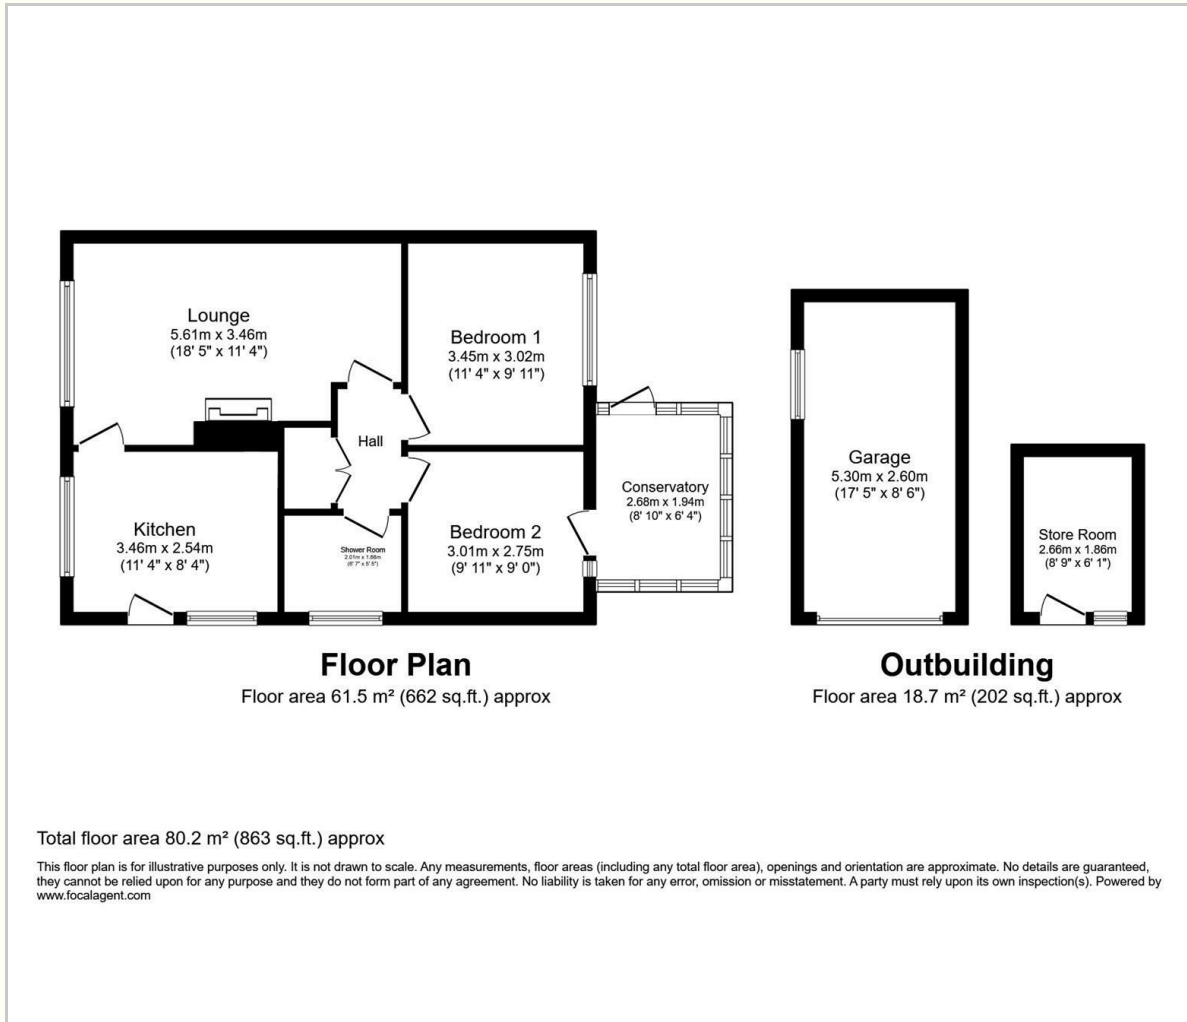 Lounge
5.61m x 3.46m
(18' 5" x 11' 4")
Bedroom 1
3.45m x 3.02m
(11' 4" x 9' 11")
Hall
Kitchen
3.46m x 2.54m
(11' 4" x 8' 4")
Shower Room
2.01m x 1.66m
(6' 7" x 5' 5")
Bedroom 2
3.01m x 2.75m
(9' 11" x 9' 0")
Conservatory
2.68m x 1.94m
(8' 10" x 6' 4")
Garage
5.30m x 2.60m
(17' 5" x 8' 6")
Store Room
2.66m x 1.86m
(8' 9" x 6' 1")
Floor Plan
Floor area 61.5 m² (662 sq.ft.) approx
Outbuilding
Floor area 18.7 m² (202 sq.ft.) approx
Total floor area 80.2 m² (863 sq.ft.) approx
This floor plan is for illustrative purposes only. It is not drawn to scale. Any measurements, floor areas (including any total floor area), openings and orientation are approximate. No details are guaranteed,
they cannot be relied upon for any purpose and they do not form part of any agreement. No liability is taken for any error, omission or misstatement. A party must rely upon its own inspection(s). Powered by
www.focalagent.com